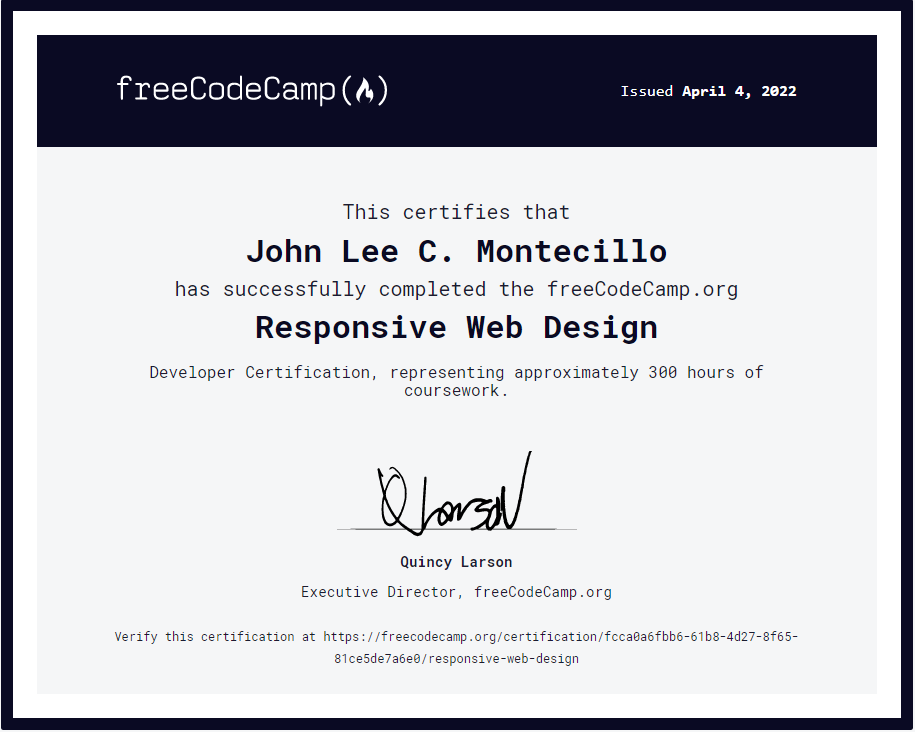 freeCodeCamp
Issued April 4, 2022
This certifies that
John Lee C. Montecillo
has successfully completed the freeCodeCamp.org
Responsive Web Design
Developer Certification, representing approximately 300 hours of
coursework.
Q Larson
Quincy Larson
Executive Director, freeCodeCamp.org
Verify this certification at https://freecodecamp.org/certification/fcca0a6fbb6-61b8-4d27-8f65-
81ce5de7a6e0/responsive-web-design